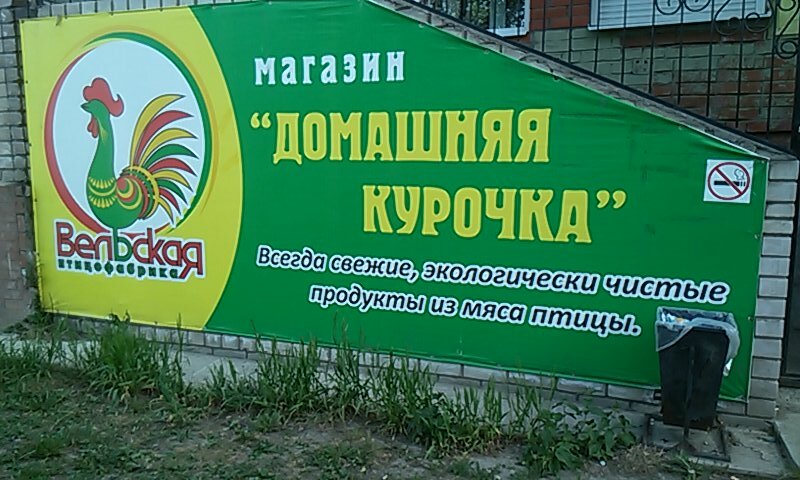 Вельская
птицефабрика
магазин
"ДОМАШНЯЯ
КУРОЧКА"
Всегда свежие, экологически чистые
продукты из мяса птицы.